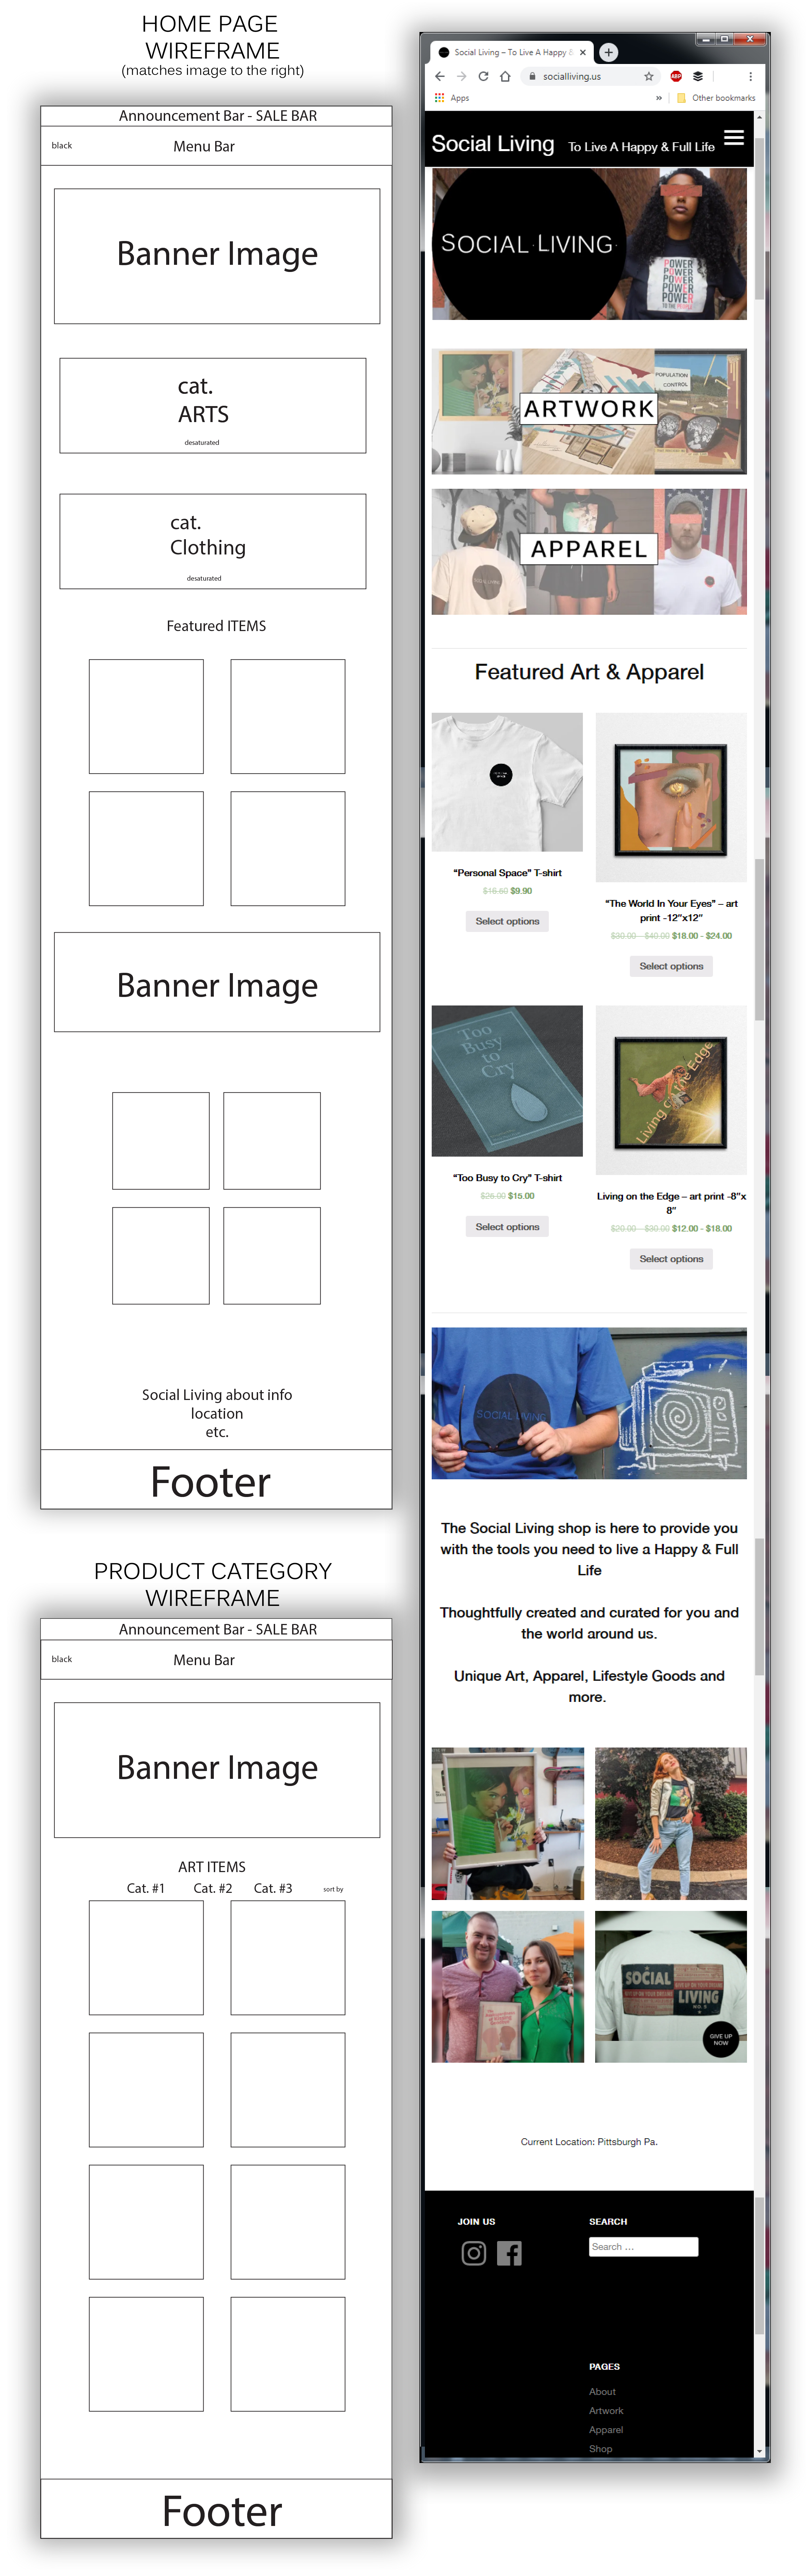 HOME PAGE
WIREFRAME
(matches image to the right)
Announcement Bar - SALE BAR
black
Menu Bar
Banner Image
cat.
ARTS
desaturated
cat.
Clothing
desaturated
Featured ITEMS
Banner Image
Social Living about info
location
etc.
Footer
PRODUCT CATEGORY
WIREFRAME
Announcement Bar - SALE BAR
black
Menu Bar
Banner Image
ART ITEMS
Cat. #1 Cat. #2 Cat. #3 sort by
Footer
Social Living – To Live A Happy &
socialliving.us
ABP
Apps
» Other bookmarks
Social Living To Live A Happy & Full Life
SOCIAL·LIVING·
POWER
POWER
POWER
POWER
POWER
TO THE PEOPLE
POPULATION
CONTROL
ARTWORK
APPAREL
Featured Art & Apparel
“Personal Space” T-shirt
$16.60 $9.90
Select options
“The World In Your Eyes” – art
print -12″x12″
$30.00 - $40.00 $18.00 - $24.00
Select options
Too
Busy
to
Cry
“Too Busy to Cry” T-shirt
$25.00 $15.00
Select options
Living on the Edge
Living on the Edge – art print -8″x
8″
$20.00 - $30.00 $12.00 - $18.00
Select options
SOCIAL LIVING
The Social Living shop is here to provide you
with the tools you need to live a Happy & Full
Life
Thoughtfully created and curated for you and
the world around us.
Unique Art, Apparel, Lifestyle Goods and
more.
SOCIAL
LIVING
NO. 5
GIVE UP
NOW
Current Location: Pittsburgh Pa.
JOIN US
SEARCH
Search …
PAGES
About
Artwork
Apparel
Shop